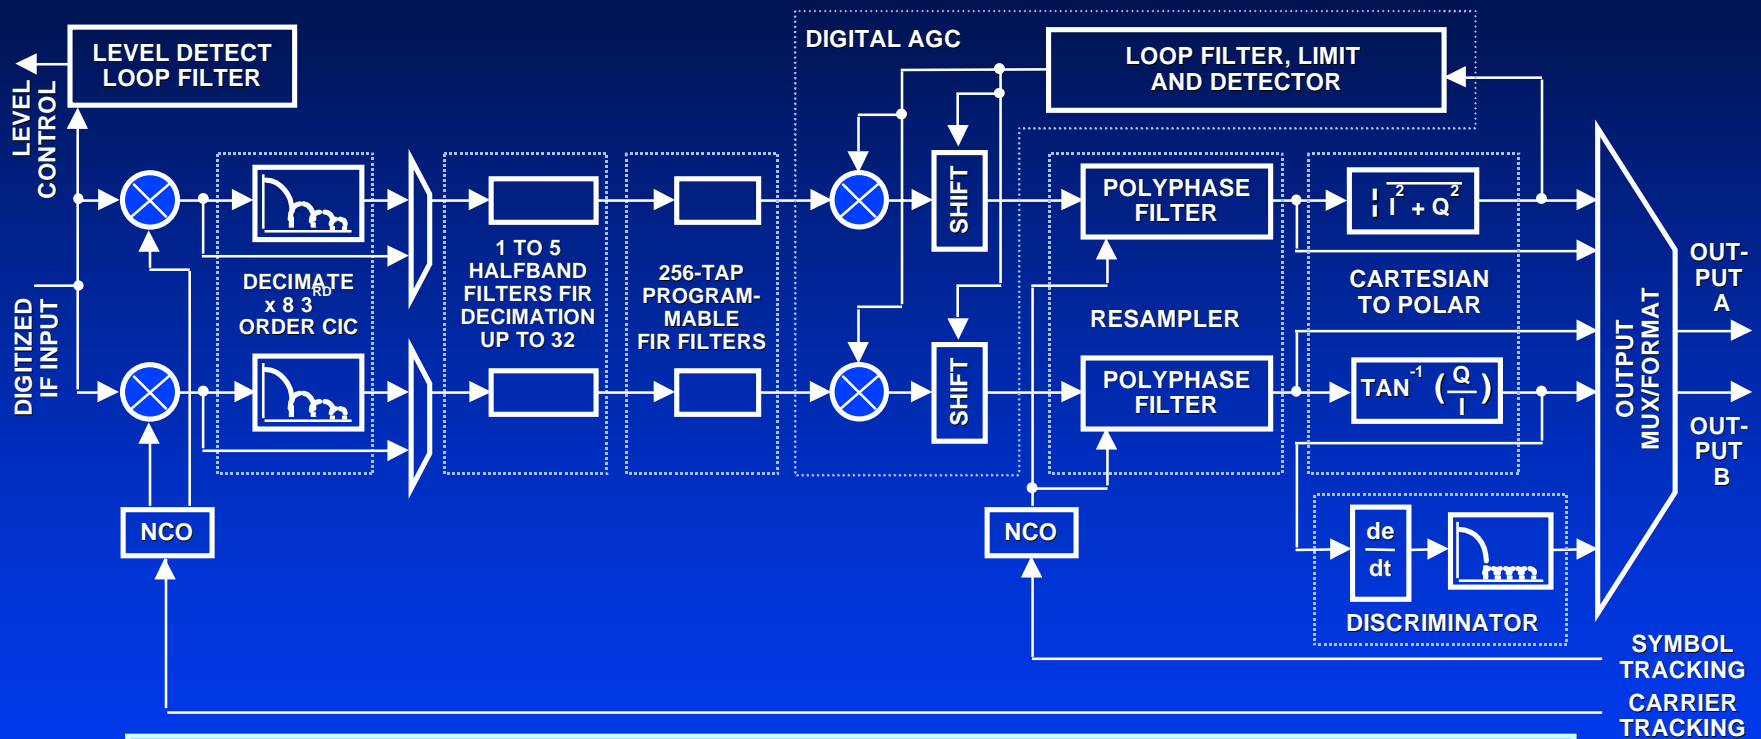 LEVEL DETECT
LOOP FILTER
LEVEL
CONTROL
DIGITIZED
IF INPUT
DECIMATE
x 8 3RD
ORDER CIC
1 TO 5
HALFBAND
FILTERS FIR
DECIMATION
UP TO 32
256-TAP
PROGRAM-
MABLE
FIR FILTERS
DIGITAL AGC
LOOP FILTER, LIMIT
AND DETECTOR
SHIFT
SHIFT
POLYPHASE
FILTER
RESAMPLER
POLYPHASE
FILTER
¦ I² + Q²
CARTESIAN
TO POLAR
TAN⁻¹ (Q/I)
de
dt
DISCRIMINATOR
OUTPUT
MUX/FORMAT
OUT-
PUT
A
OUT-
PUT
B
NCO
NCO
SYMBOL
TRACKING
CARRIER
TRACKING